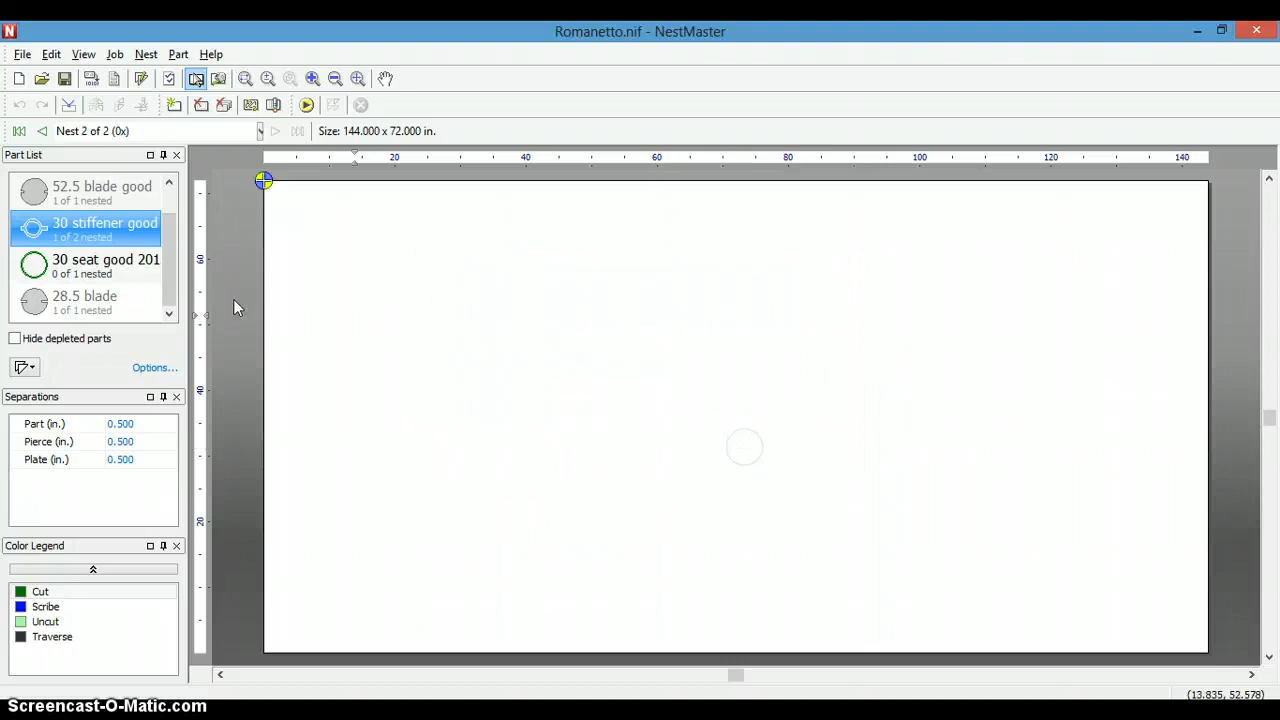 Romanetto.nif - NestMaster
File Edit Job Nest Part Help
Nest 2 of 2 (0x) Size: 144.000 x 72.000 in.
Part List
20 40 60 80 100 120 140
52.5 blade good
1 of 1 nested
30 stiffener good
1 of 2 nested
30 seat good 201
0 of 1 nested
28.5 blade
1 of 1 nested
Hide depleted parts
Options...
Separations
Part (in.) 0.500
Pierce (in.) 0.500
Plate (in.) 0.500
Color Legend
Cut
Scribe
Uncut
Traverse
60
40
20
(13.835, 52.578)
Screencast-O-Matic.com